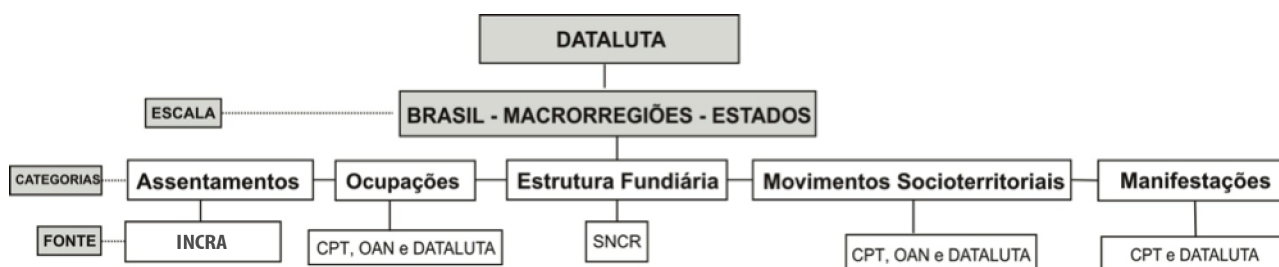 DATALUTA
ESCALA
BRASIL - MACRORREGIÕES - ESTADOS
CATEGORIAS
Assentamentos
Ocupações
Estrutura Fundiária
Movimentos Socioterritoriais
Manifestações
FONTE
INCRA
CPT, OAN e DATALUTA
SNCR
CPT, OAN e DATALUTA
CPT e DATALUTA